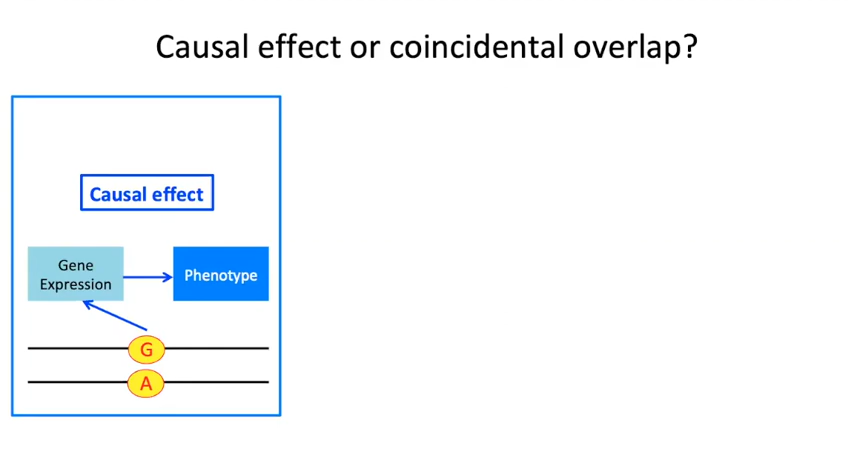 Causal effect or coincidental overlap?
Causal effect
Gene
Expression
Phenotype
G
A